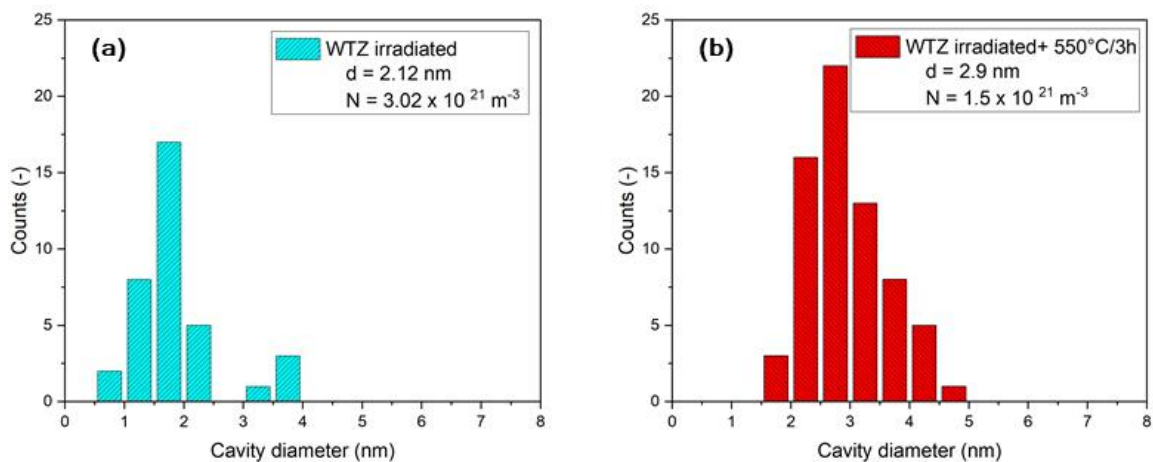 (a)
WTZ irradiated
d = 2.12 nm
N = 3.02 x 10 21 m-3
25
20
15
10
5
0
Counts (-)
0 1 2 3 4 5 6 7 8
Cavity diameter (nm)
(b)
WTZ irradiated+ 550°C/3h
d = 2.9 nm
N = 1.5 x 10 21 m-3
25
20
15
10
5
0
Counts (-)
0 1 2 3 4 5 6 7 8
Cavity diameter (nm)